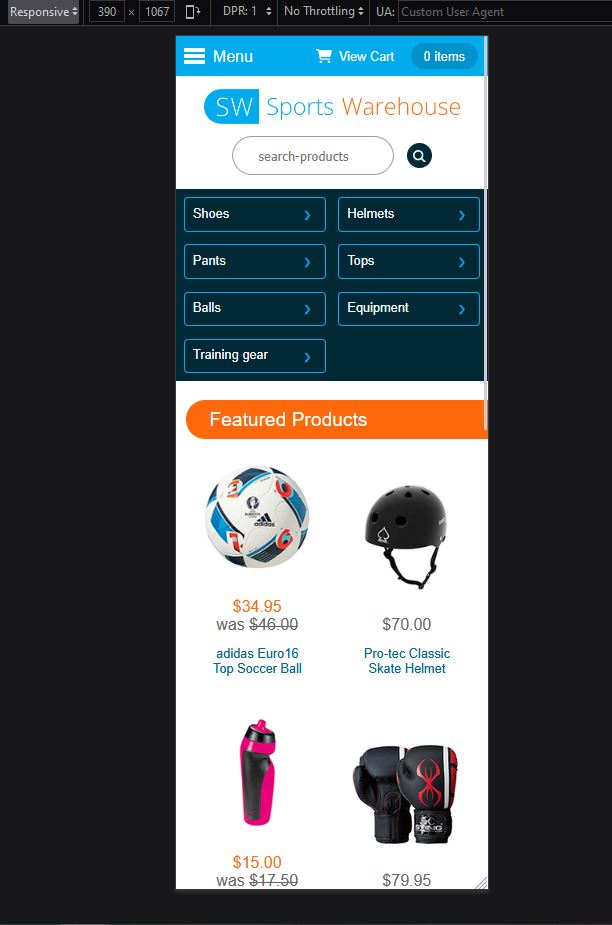 Responsive 390 × 1067 DPR: 1 No Throttling UA: Custom User Agent
Menu View Cart 0 items
SW Sports Warehouse
search-products
Shoes Helmets
Pants Tops
Balls Equipment
Training gear
Featured Products
adidas
$34.95
was $46.00 $70.00
adidas Euro16 Pro-tec Classic
Top Soccer Ball Skate Helmet
STING
$15.00
was $17.50 $79.95